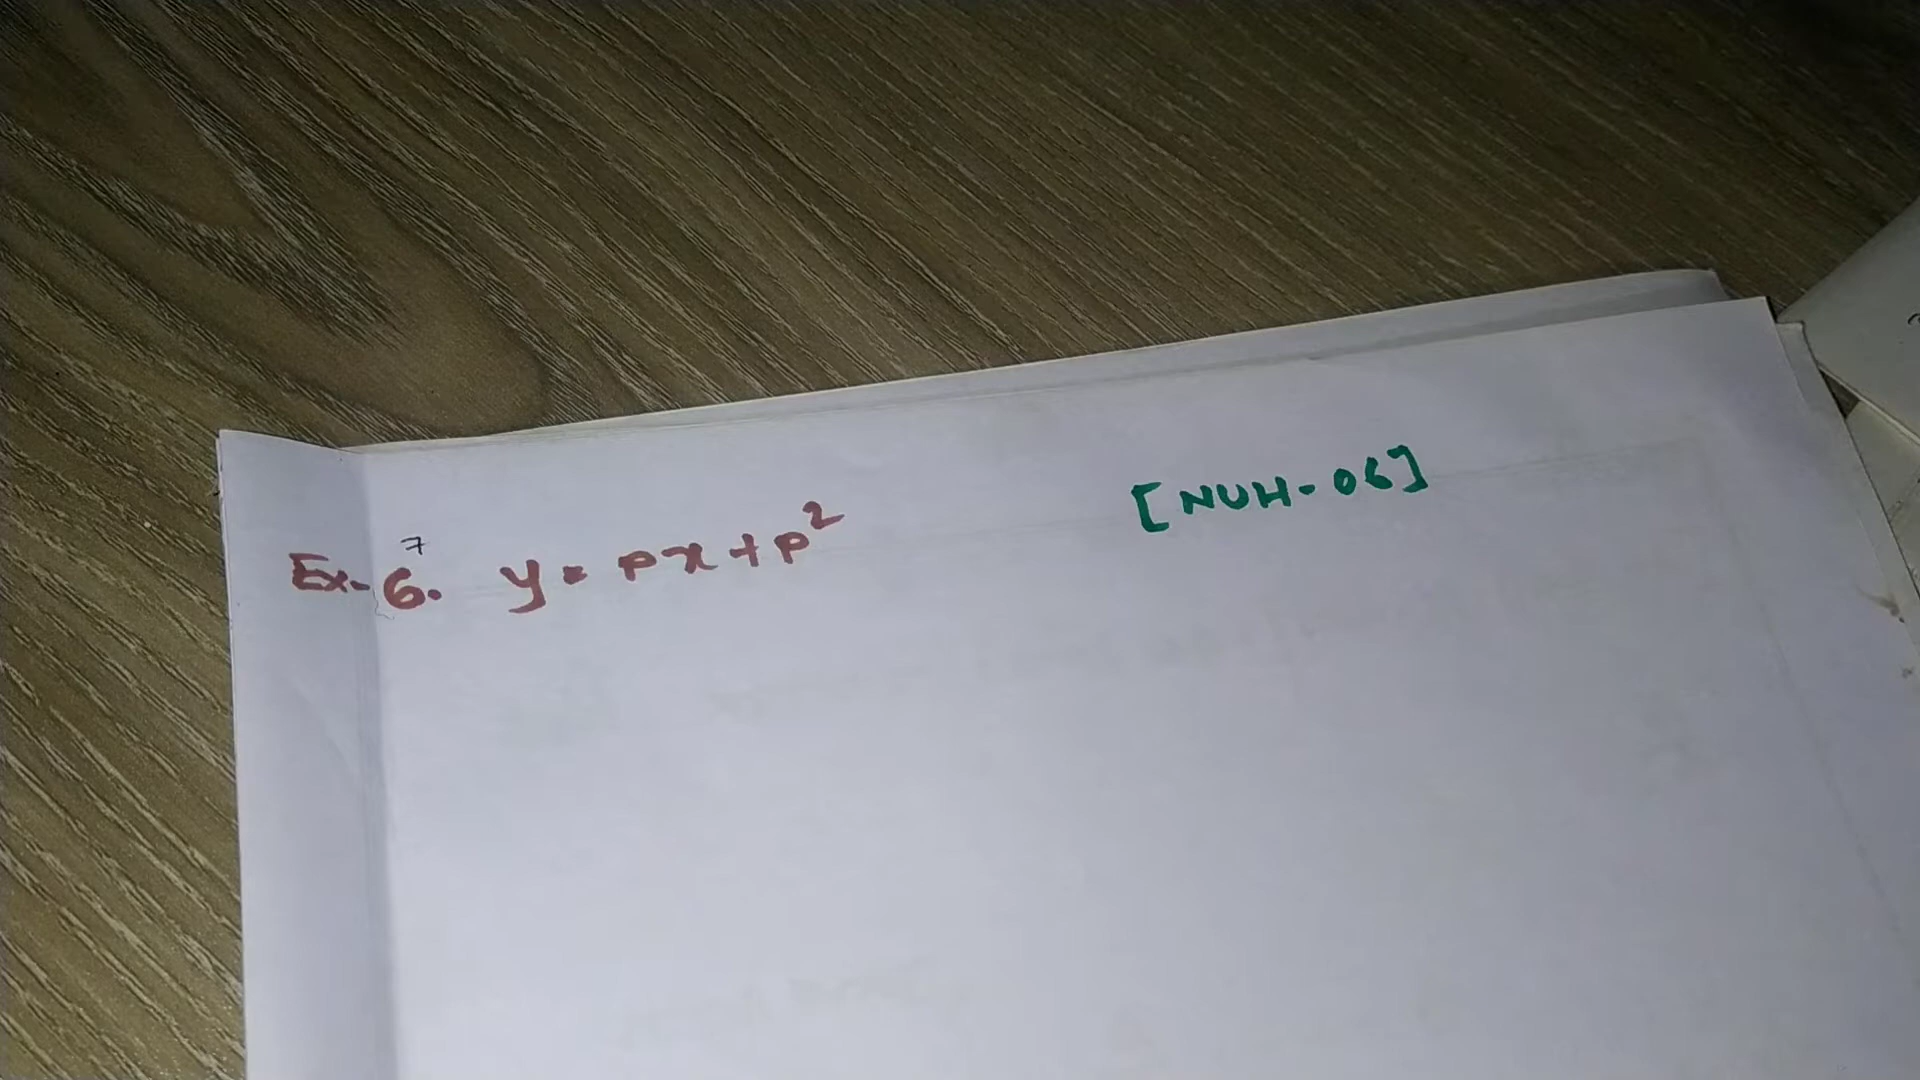 [NUH-06]
7
Ex-6. y = px+p²